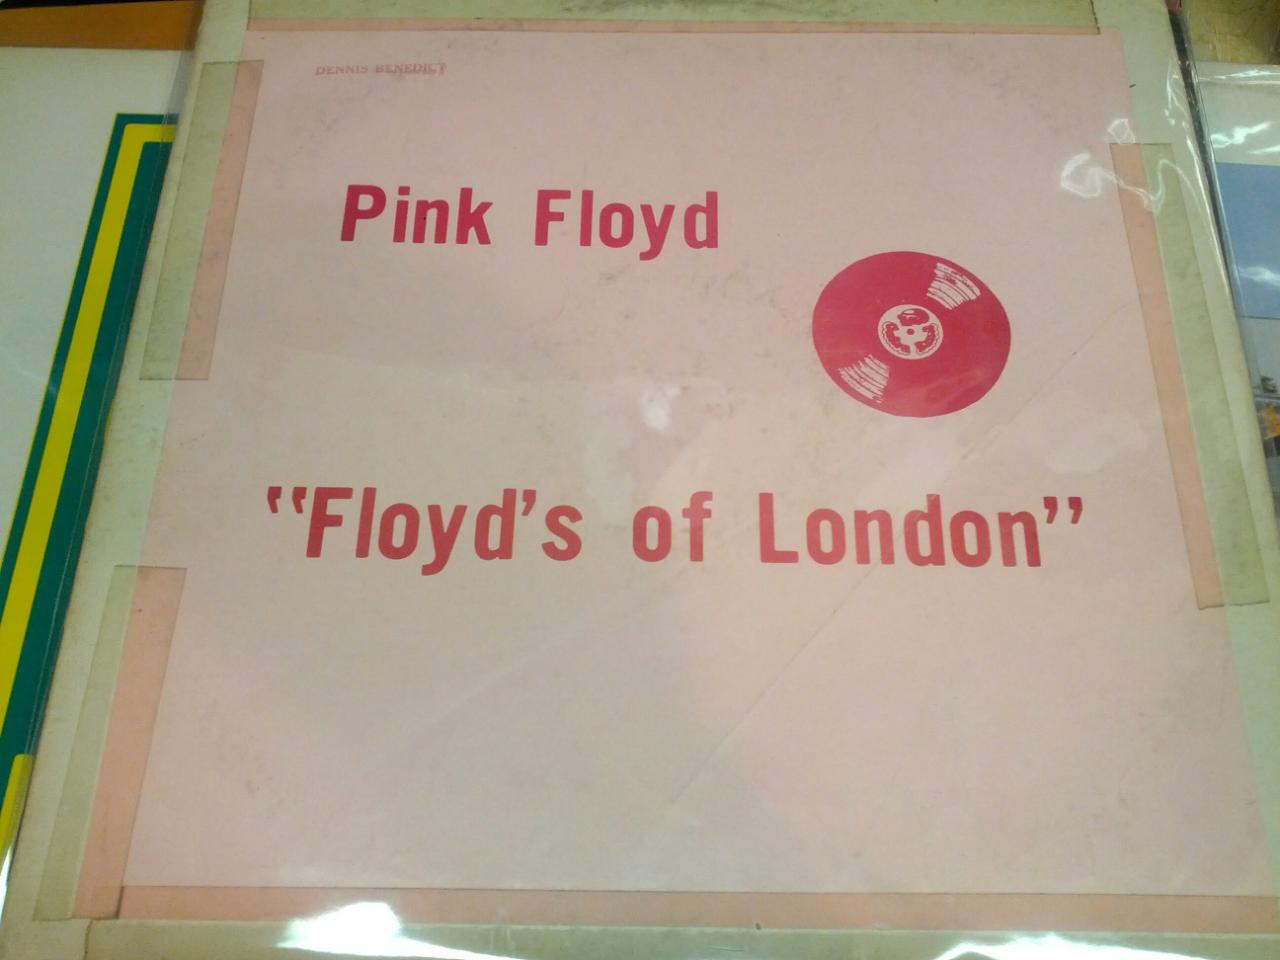 DENNIS BENEDICT
Pink Floyd
"Floyd's of London"